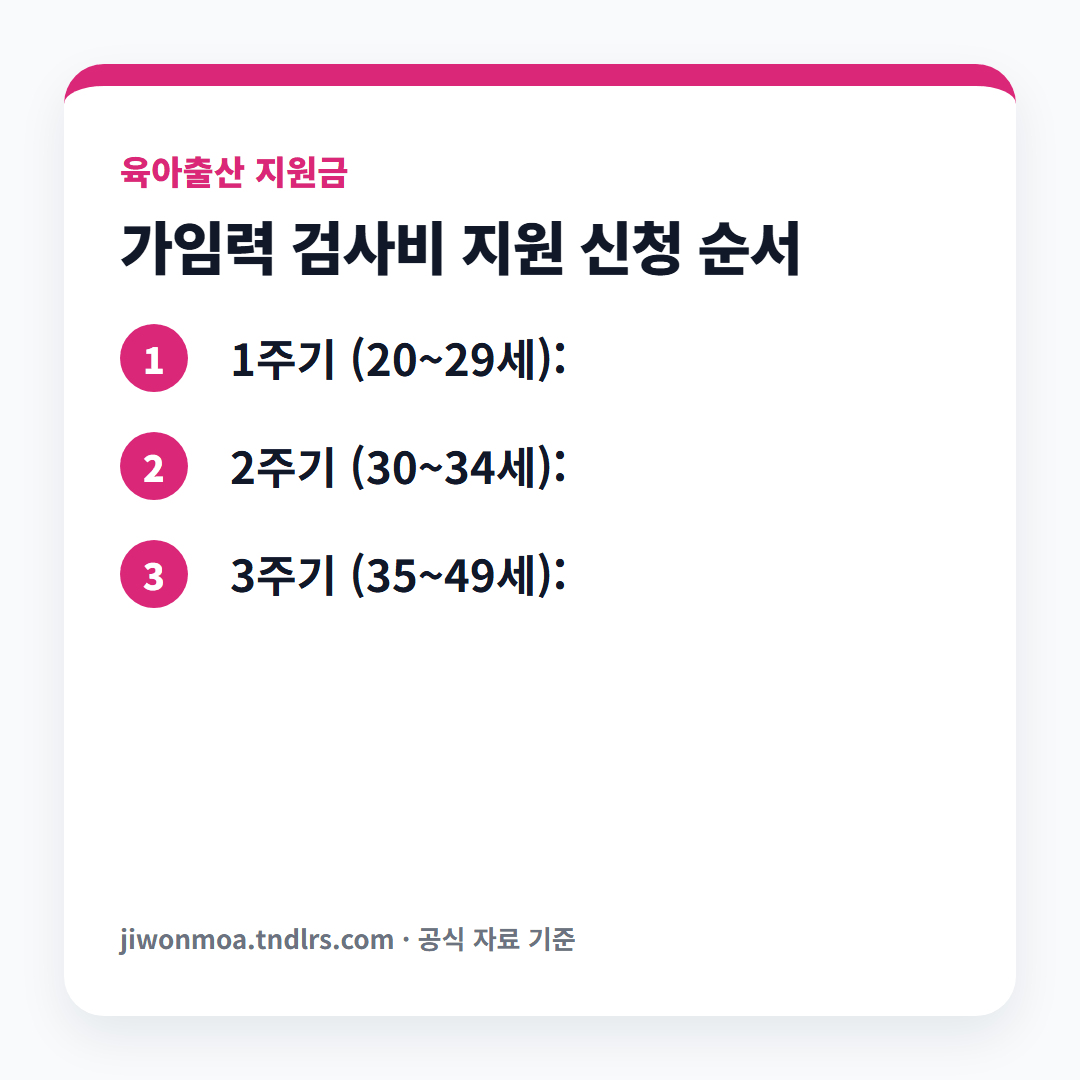 육아출산 지원금
가임력 검사비 지원 신청 순서
1 1주기 (20~29세):
2 2주기 (30~34세):
3 3주기 (35~49세):
jiwonmoa.tndlrs.com · 공식 자료 기준